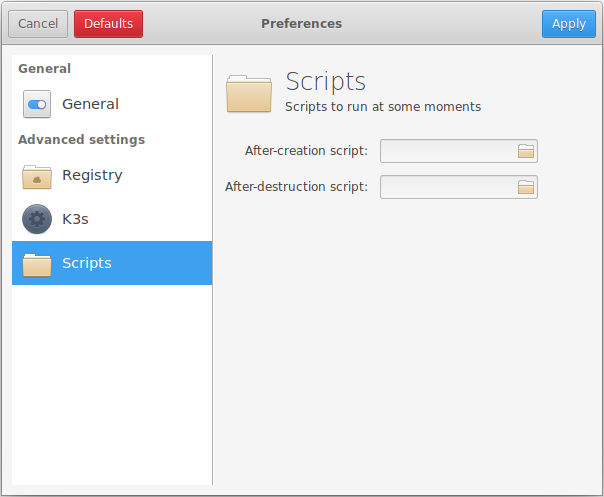 Cancel
Defaults
Preferences
Apply
General
General
Advanced settings
Registry
K3s
Scripts
Scripts
Scripts to run at some moments
After-creation script:
After-destruction script: